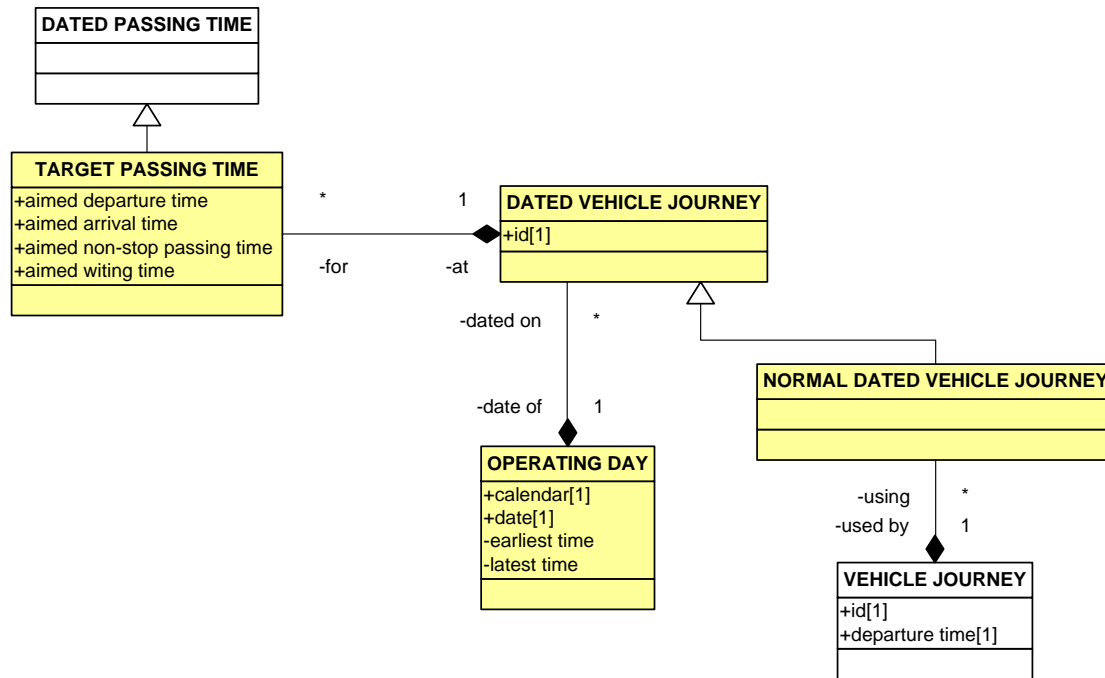 DATED PASSING TIME
TARGET PASSING TIME
+aimed departure time
+aimed arrival time
+aimed non-stop passing time
+aimed witing time
* 1
-for -at
DATED VEHICLE JOURNEY
+id[1]
-dated on *
-date of 1
NORMAL DATED VEHICLE JOURNEY
OPERATING DAY
+calendar[1]
+date[1]
-earliest time
-latest time
-using *
-used by 1
VEHICLE JOURNEY
+id[1]
+departure time[1]